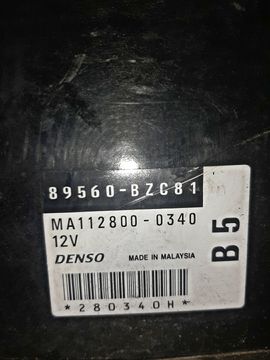 89560-BZC81
MA112800-0340
12V
DENSO MADE IN MALAYSIA
B5
*280340H*